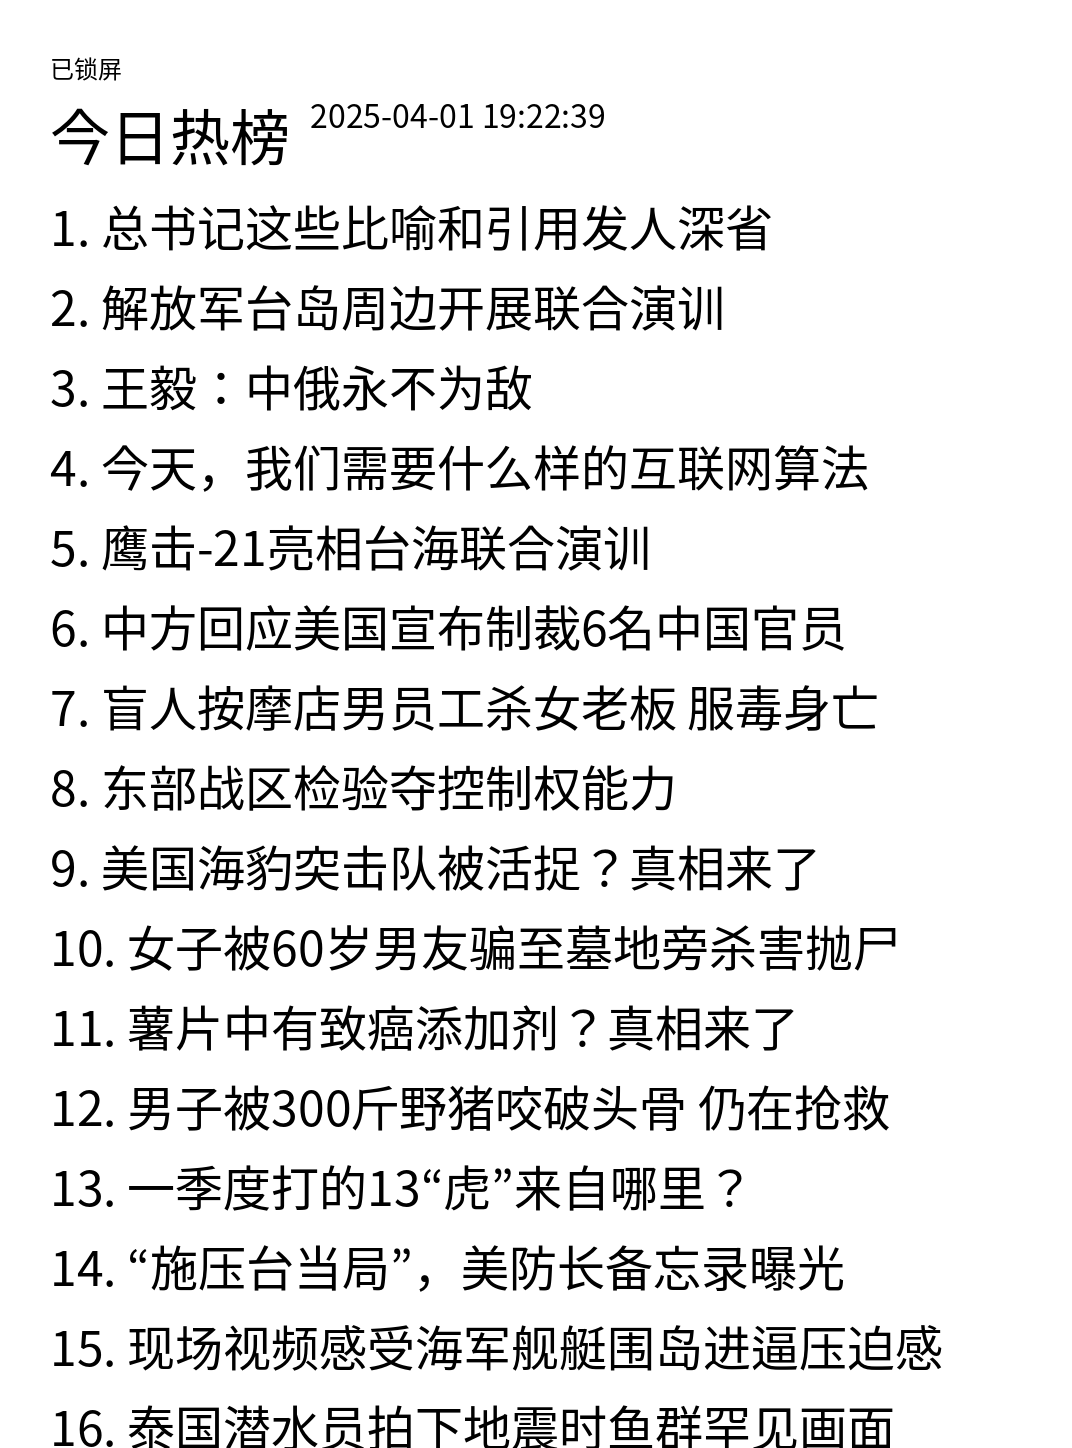 已锁屏
今日热榜 2025-04-01 19:22:39
1. 总书记这些比喻和引用发人深省
2. 解放军台岛周边开展联合演训
3. 王毅：中俄永不为敌
4. 今天，我们需要什么样的互联网算法
5. 鹰击-21亮相台海联合演训
6. 中方回应美国宣布制裁6名中国官员
7. 盲人按摩店男员工杀女老板 服毒身亡
8. 东部战区检验夺控制权能力
9. 美国海豹突击队被活捉？真相来了
10. 女子被60岁男友骗至墓地旁杀害抛尸
11. 薯片中有致癌添加剂？真相来了
12. 男子被300斤野猪咬破头骨 仍在抢救
13. 一季度打的13“虎”来自哪里？
14. “施压台当局”，美防长备忘录曝光
15. 现场视频感受海军舰艇围岛进逼压迫感
16. 泰国潜水员拍下地震时鱼群罕见画面